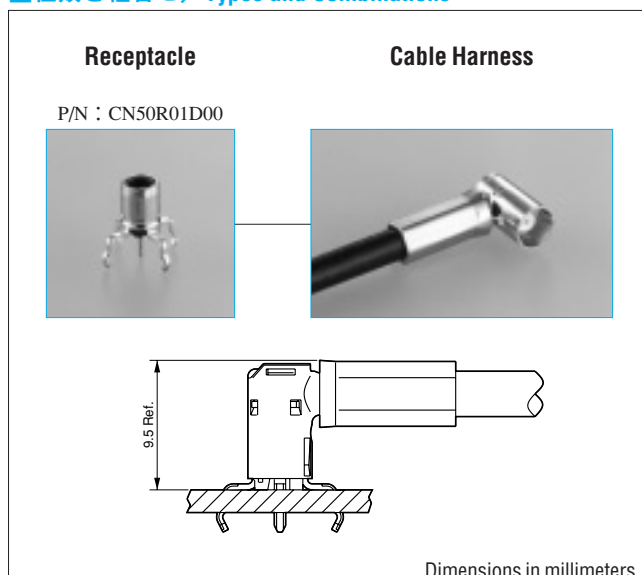 Types and Combinations
Receptacle
Cable Harness
P/N：CN50R01D00
9.5 Ref.
Dimensions in millimeters